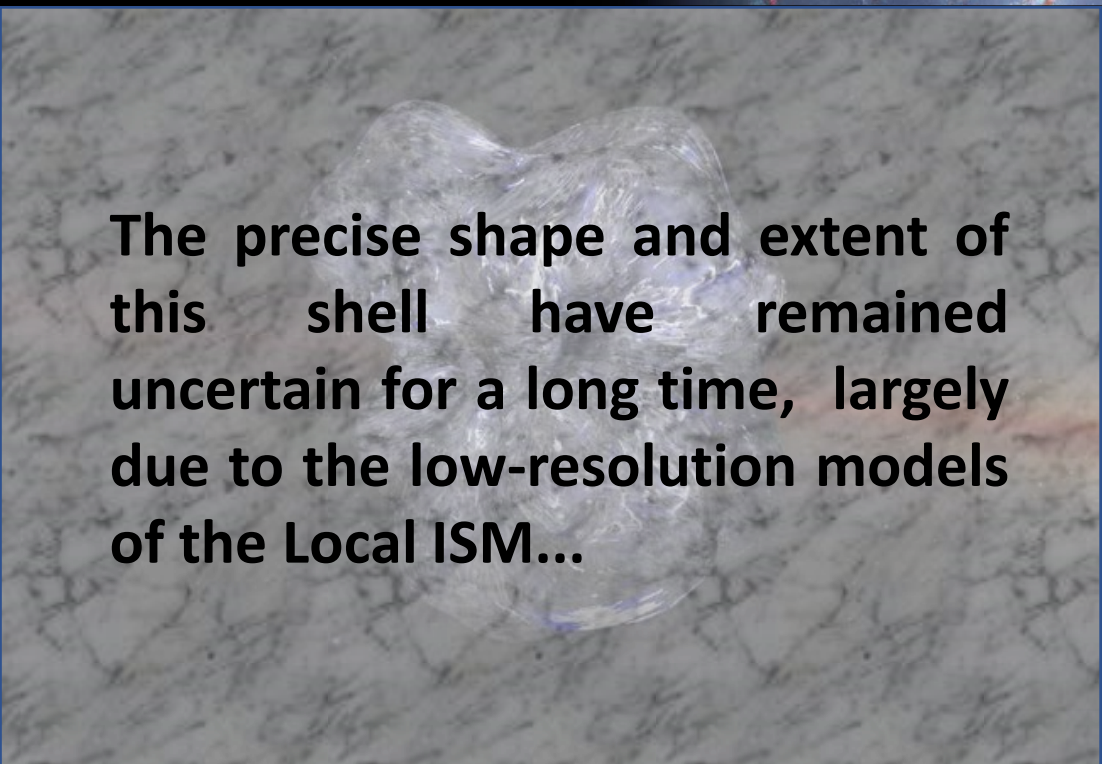 The precise shape and extent of
this shell have remained
uncertain for a long time, largely
due to the low-resolution models
of the Local ISM...